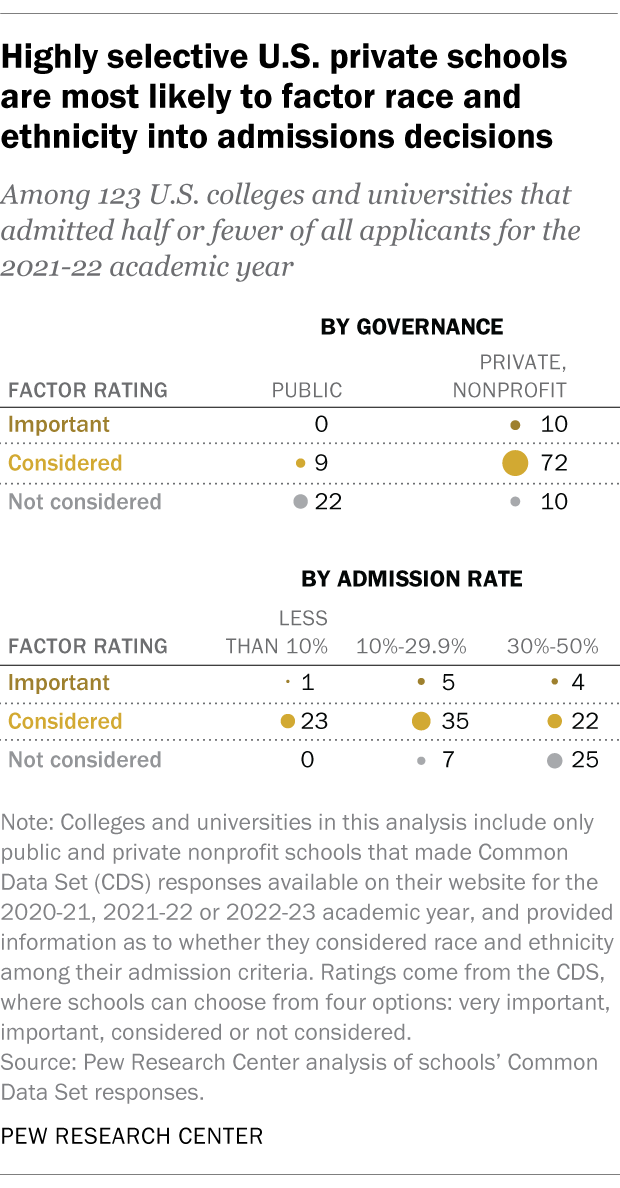 Highly selective U.S. private schools
are most likely to factor race and
ethnicity into admissions decisions
Among 123 U.S. colleges and universities that
admitted half or fewer of all applicants for the
2021-22 academic year
BY GOVERNANCE
PRIVATE,
FACTOR RATING PUBLIC NONPROFIT
Important 0 10
Considered 9 72
Not considered 22 10
BY ADMISSION RATE
LESS
FACTOR RATING THAN 10% 10%-29.9% 30%-50%
Important 1 5 4
Considered 23 35 22
Not considered 0 7 25
Note: Colleges and universities in this analysis include only
public and private nonprofit schools that made Common
Data Set (CDS) responses available on their website for the
2020-21, 2021-22 or 2022-23 academic year, and provided
information as to whether they considered race and ethnicity
among their admission criteria. Ratings come from the CDS,
where schools can choose from four options: very important,
important, considered or not considered.
Source: Pew Research Center analysis of schools’ Common
Data Set responses.
PEW RESEARCH CENTER